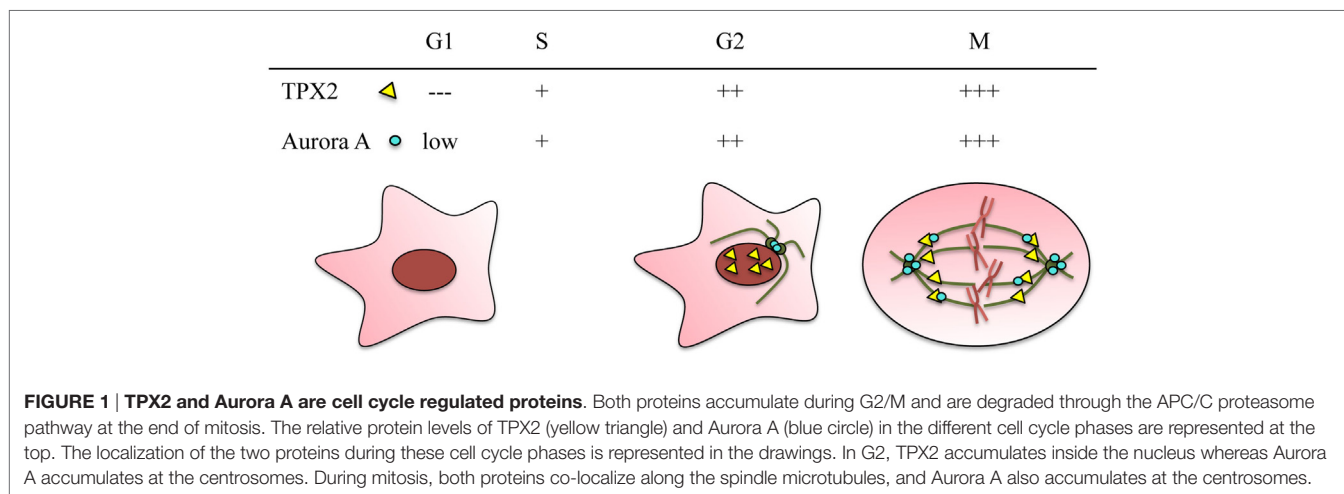 G1 S G2 M
TPX2 --- + ++ +++
Aurora A low + ++ +++
FIGURE 1 | TPX2 and Aurora A are cell cycle regulated proteins. Both proteins accumulate during G2/M and are degraded through the APC/C proteasome
pathway at the end of mitosis. The relative protein levels of TPX2 (yellow triangle) and Aurora A (blue circle) in the different cell cycle phases are represented at the
top. The localization of the two proteins during these cell cycle phases is represented in the drawings. In G2, TPX2 accumulates inside the nucleus whereas Aurora
A accumulates at the centrosomes. During mitosis, both proteins co-localize along the spindle microtubules, and Aurora A also accumulates at the centrosomes.